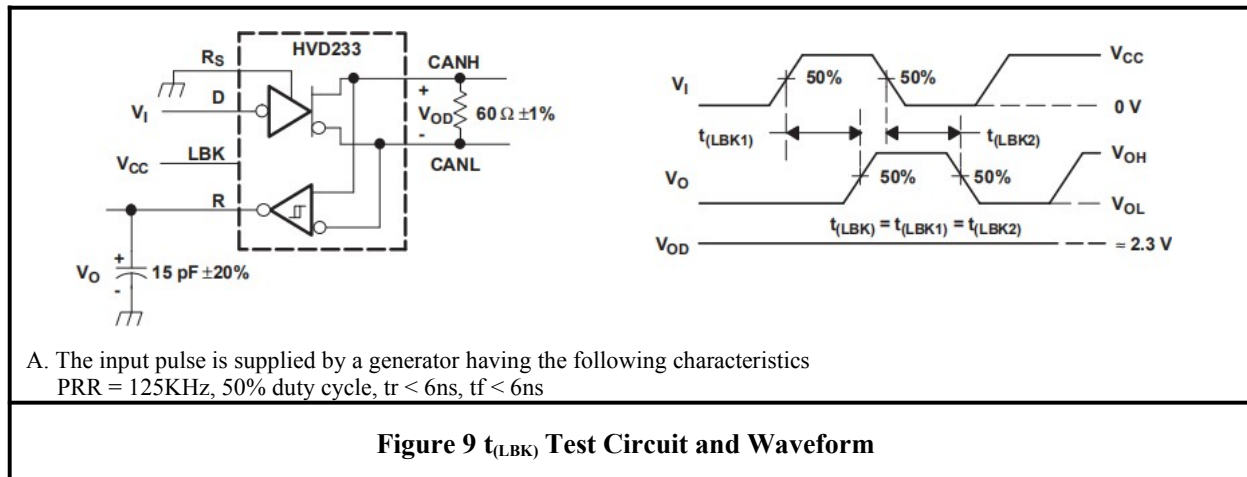 HVD233
RS
D
VI
LBK
VCC
R
VO
+
-
15 pF ±20%
CANH
+
VOD
-
60 Ω ±1%
CANL
VI
50%
50%
VCC
0 V
t(LBK1)
t(LBK2)
VO
50%
50%
VOH
VOL
t(LBK) = t(LBK1) = t(LBK2)
VOD
≈ 2.3 V
A. The input pulse is supplied by a generator having the following characteristics
PRR = 125KHz, 50% duty cycle, tr < 6ns, tf < 6ns
Figure 9 t(LBK) Test Circuit and Waveform